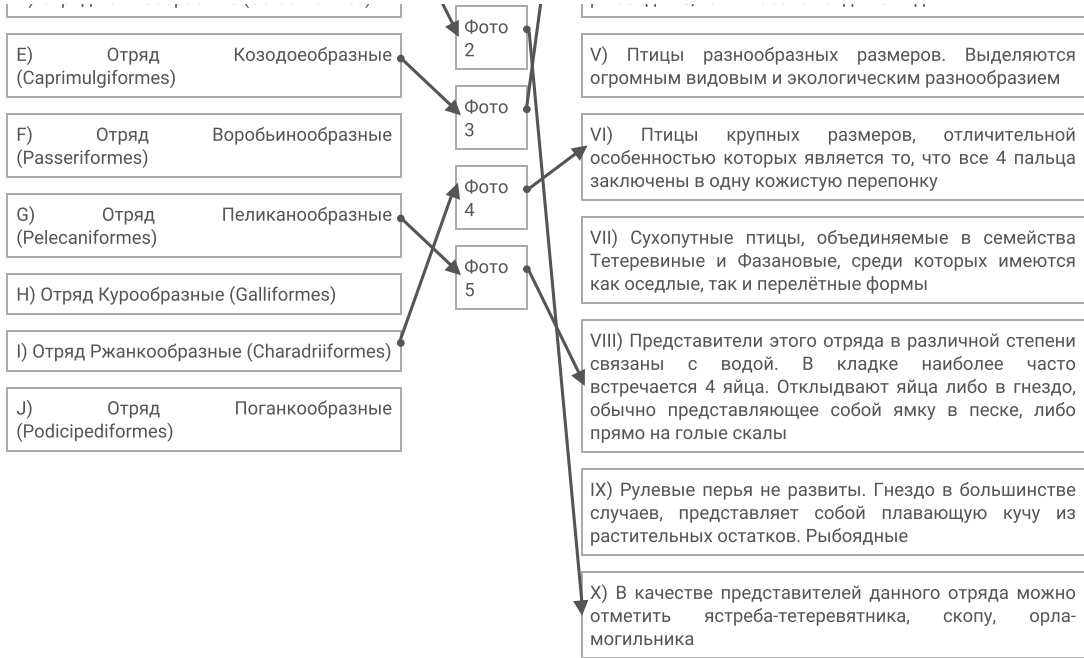 E) Отряд Козодоеобразные
(Caprimulgiformes)
F) Отряд Воробьинообразные
(Passeriformes)
G) Отряд Пеликанообразные
(Pelecaniformes)
H) Отряд Курообразные (Galliformes)
I) Отряд Ржанкообразные (Charadriiformes)
J) Отряд Поганкообразные
(Podicipediformes)
Фото
2
Фото
3
Фото
4
Фото
5
V) Птицы разнообразных размеров. Выделяются
огромным видовым и экологическим разнообразием
VI) Птицы крупных размеров, отличительной
особенностью которых является то, что все 4 пальца
заключены в одну кожистую перепонку
VII) Сухопутные птицы, объединяемые в семейства
Тетеревиные и Фазановые, среди которых имеются
как оседлые, так и перелётные формы
VIII) Представители этого отряда в различной степени
связаны с водой. В кладке наиболее часто
встречается 4 яйца. Отклыдвают яйца либо в гнездо,
обычно представляющее собой ямку в песке, либо
прямо на голые скалы
IX) Рулевые перья не развиты. Гнездо в большинстве
случаев, представляет собой плавающую кучу из
растительных остатков. Рыбоядные
X) В качестве представителей данного отряда можно
отметить ястреба-тетеревятника, скопу, орла-
могильника